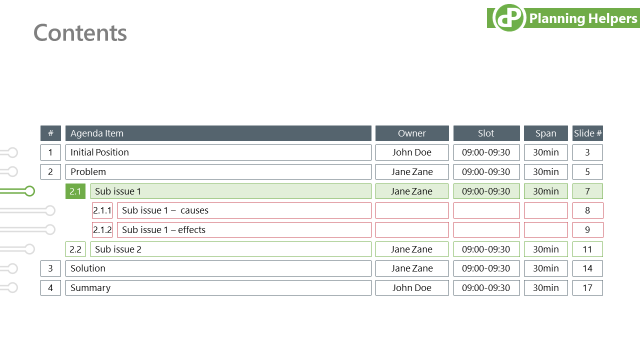 Contents
Planning Helpers
# Agenda Item Owner Slot Span Slide #
1 Initial Position John Doe 09:00-09:30 30min 3
2 Problem Jane Zane 09:00-09:30 30min 5
2.1 Sub issue 1 Jane Zane 09:00-09:30 30min 7
2.1.1 Sub issue 1 – causes 8
2.1.2 Sub issue 1 – effects 9
2.2 Sub issue 2 Jane Zane 09:00-09:30 30min 11
3 Solution Jane Zane 09:00-09:30 30min 14
4 Summary John Doe 09:00-09:30 30min 17